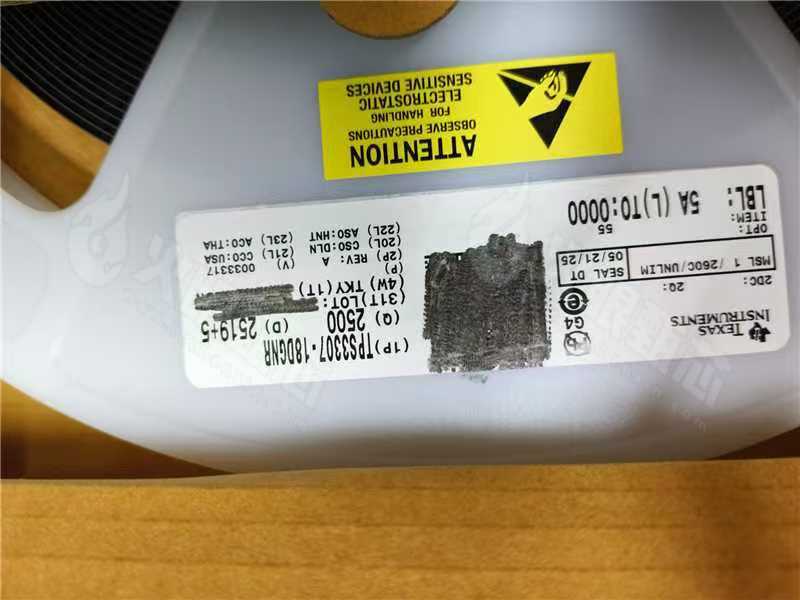 ATTENTION
OBSERVE PRECAUTIONS
FOR HANDLING
ELECTROSTATIC
SENSITIVE DEVICES
TEXAS
INSTRUMENTS
G4
2DC:
2Q:
MSL 1 /260C/UNLIM
SEAL DT
05/21/25
OPT:
ITEM:
55
LBL: 5A (L)TO:0000
(1P) TPS3307-18DGNR
(Q) 2500 (D) 2519+5
(31T)LOT:
(4W) TKY (1T)
(P)
(2P) REV: A (V) 0033317
(20L) CSO:DLN (21L) CCO:USA
(22L) ASO:HNT (23L) ACO:THA